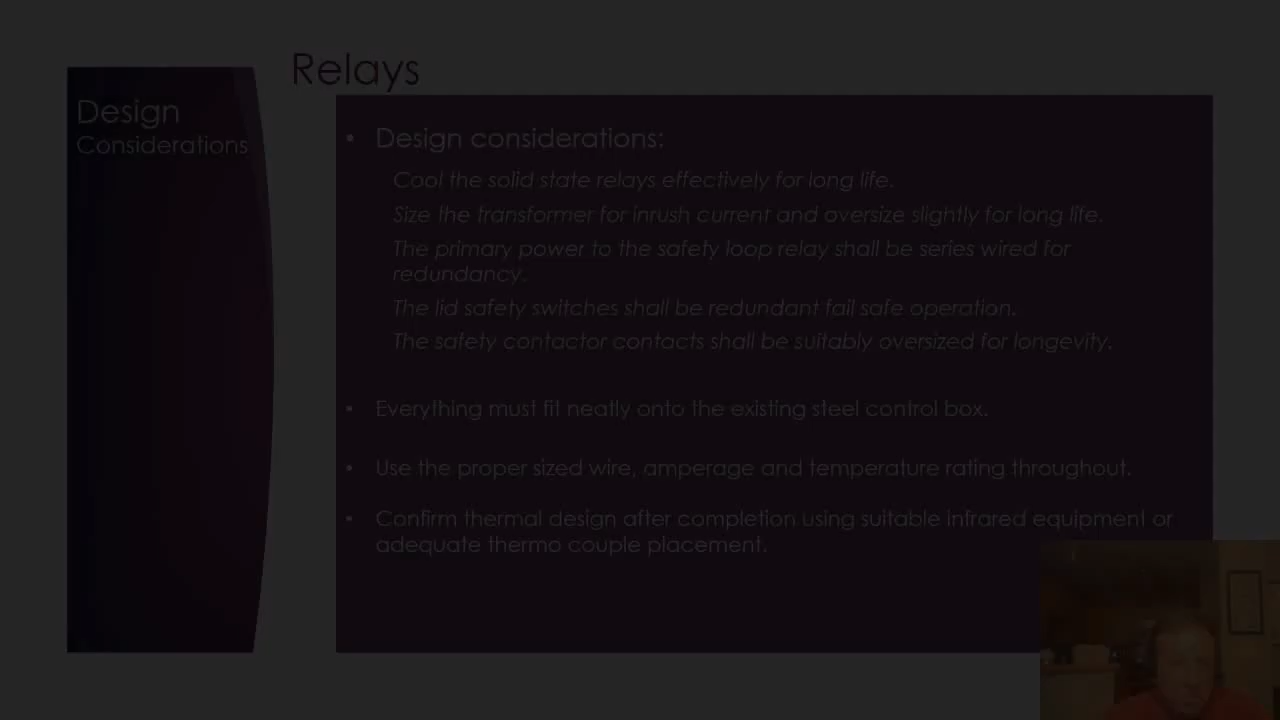 Relays
Design
Considerations
• Design considerations:
Cool the solid state relays effectively for long life.
Size the transformer for inrush current and oversize slightly for long life.
The primary power to the safety loop relay shall be series wired for
redundancy.
The lid safety switches shall be redundant fail safe operation.
The safety contactor contacts shall be suitably oversized for longevity.
• Everything must fit neatly onto the existing steel control box.
• Use the proper sized wire, amperage and temperature rating throughout.
• Confirm thermal design after completion using suitable infrared equipment or
adequate thermo couple placement.